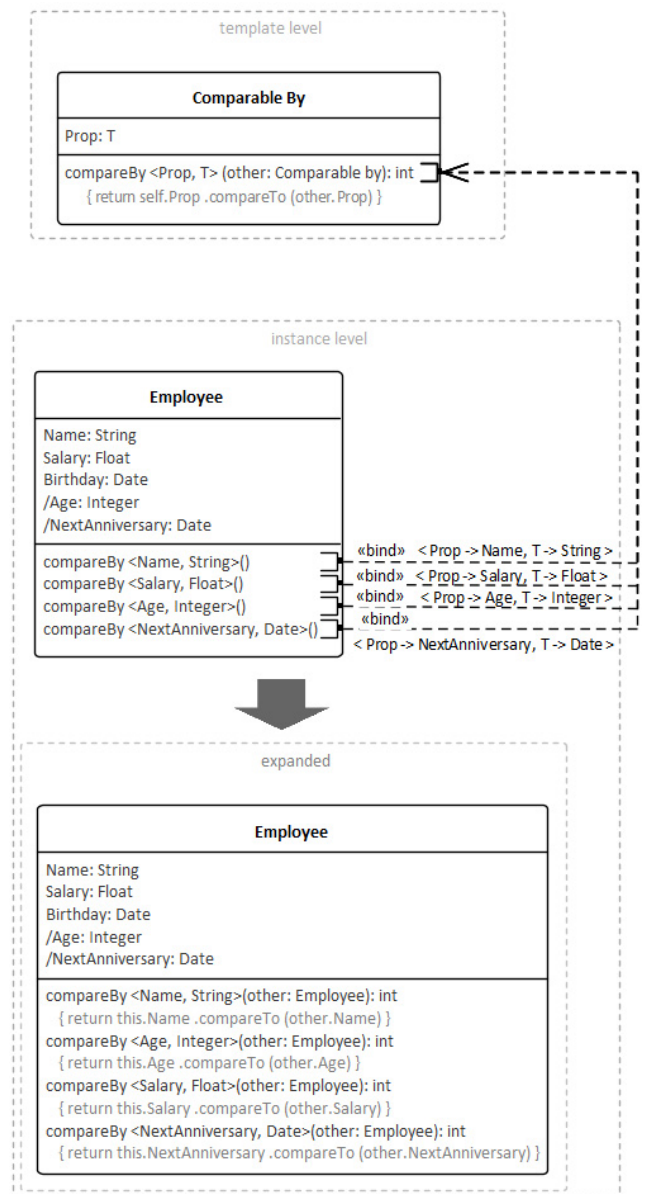 template level
Comparable By
Prop: T
compareBy <Prop, T> (other: Comparable by): int
{ return self.Prop .compareTo (other. Prop) }
instance level
Employee
Name: String
Salary: Float
Birthday: Date
/Age: Integer
/NextAnniversary: Date
compareBy <Name, String>()
«bind» < Prop -> Name, T -> String >
compareBy <Salary, Float>()
«bind» < Prop -> Salary, T -> Float >
compareBy <Age, Integer>()
«bind» < Prop -> Age, T -> Integer >
compareBy <NextAnniversary, Date>()
«bind»
< Prop -> NextAnniversary, T -> Date >
expanded
Employee
Name: String
Salary: Float
Birthday: Date
/Age: Integer
/NextAnniversary: Date
compareBy <Name, String>(other: Employee): int
{ return this.Name .compareTo (other.Name) }
compareBy <Age, Integer>(other: Employee): int
{ return this.Age .compareTo (other.Age) }
compareBy <Salary, Float>(other: Employee): int
{ return this.Salary .compareTo (other.Salary) }
compareBy <NextAnniversary, Date>(other: Employee): int
{ return this.NextAnniversary .compareTo (other.NextAnniversary) }